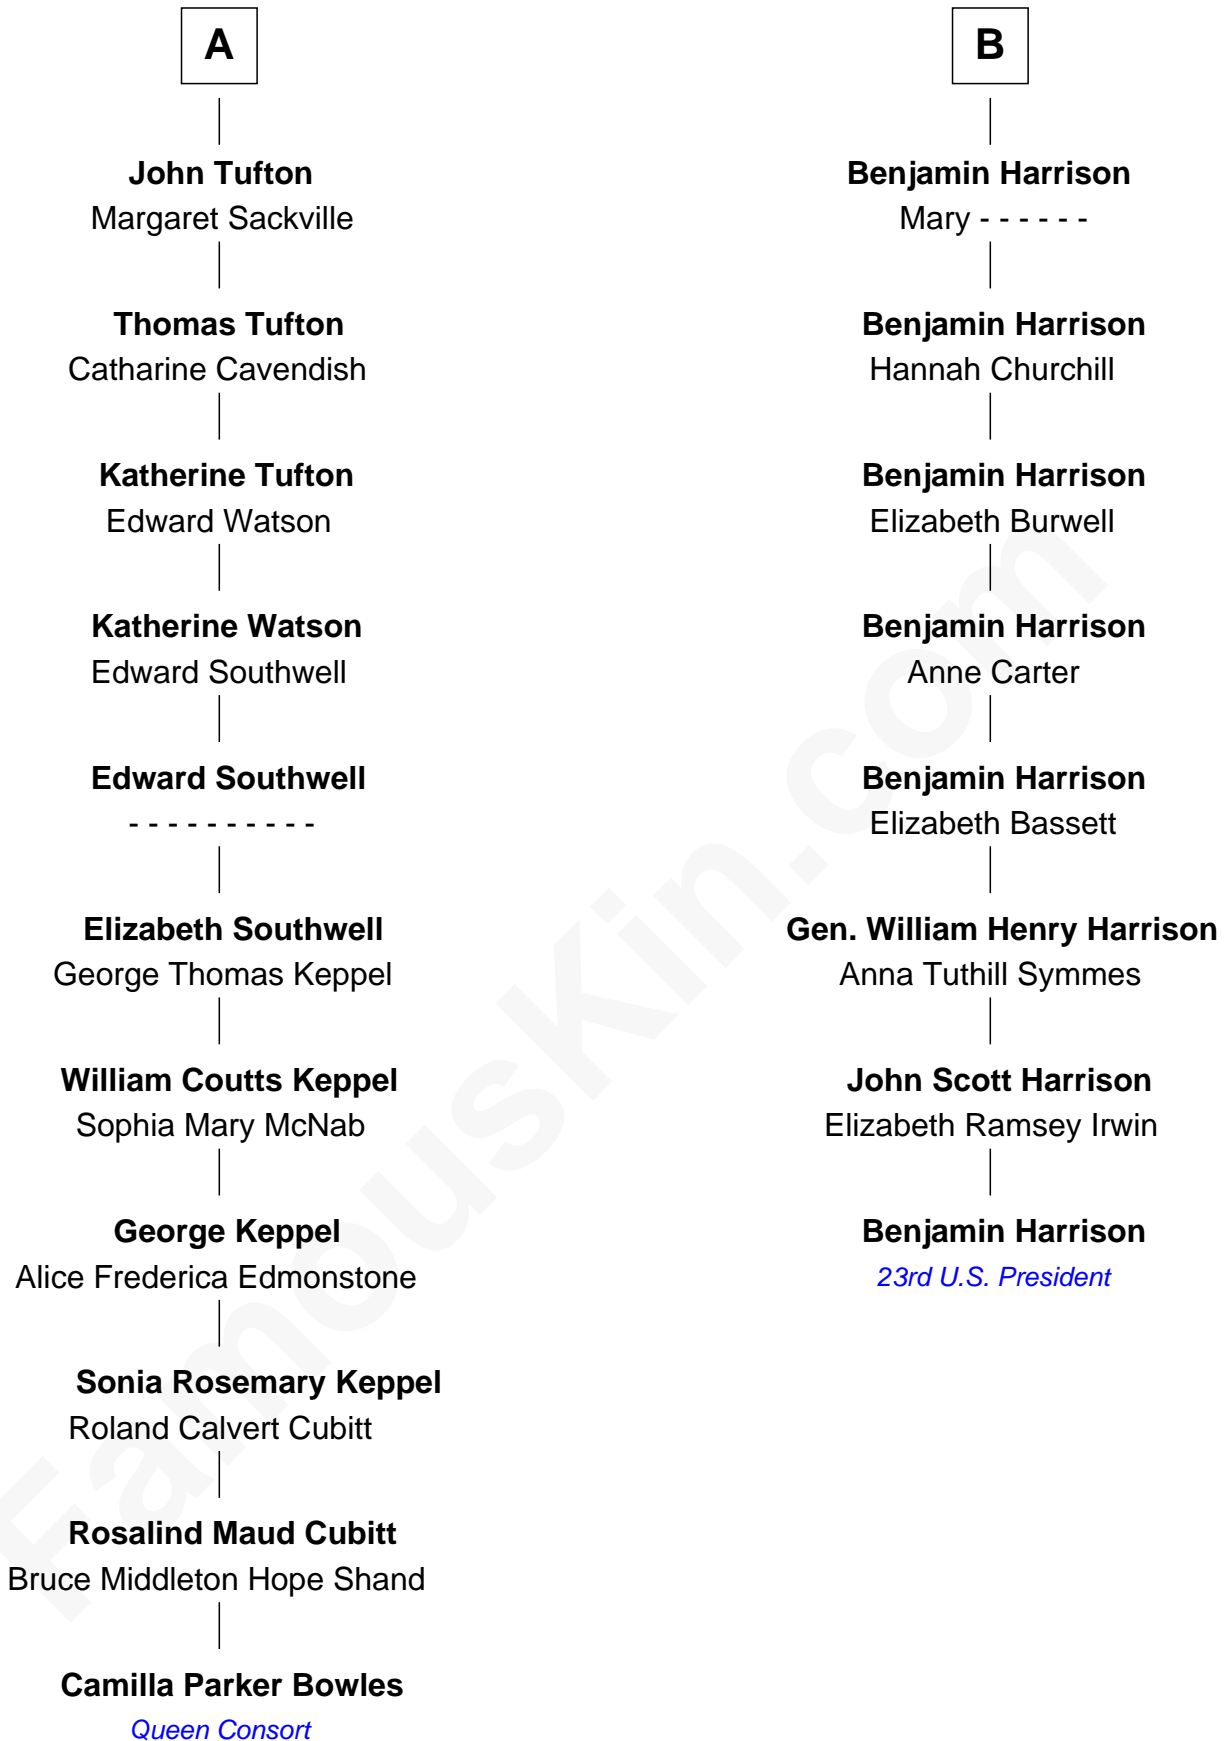 A
John Tufton
Margaret Sackville
Thomas Tufton
Catharine Cavendish
Katherine Tufton
Edward Watson
Katherine Watson
Edward Southwell
Edward Southwell
- - - - - - - - - -
Elizabeth Southwell
George Thomas Keppel
William Coutts Keppel
Sophia Mary McNab
George Keppel
Alice Frederica Edmonstone
Sonia Rosemary Keppel
Roland Calvert Cubitt
Rosalind Maud Cubitt
Bruce Middleton Hope Shand
Camilla Parker Bowles
Queen Consort
B
Benjamin Harrison
Mary - - - - - -
Benjamin Harrison
Hannah Churchill
Benjamin Harrison
Elizabeth Burwell
Benjamin Harrison
Anne Carter
Benjamin Harrison
Elizabeth Bassett
Gen. William Henry Harrison
Anna Tuthill Symmes
John Scott Harrison
Elizabeth Ramsey Irwin
Benjamin Harrison
23rd U.S. President
FamousKin.com